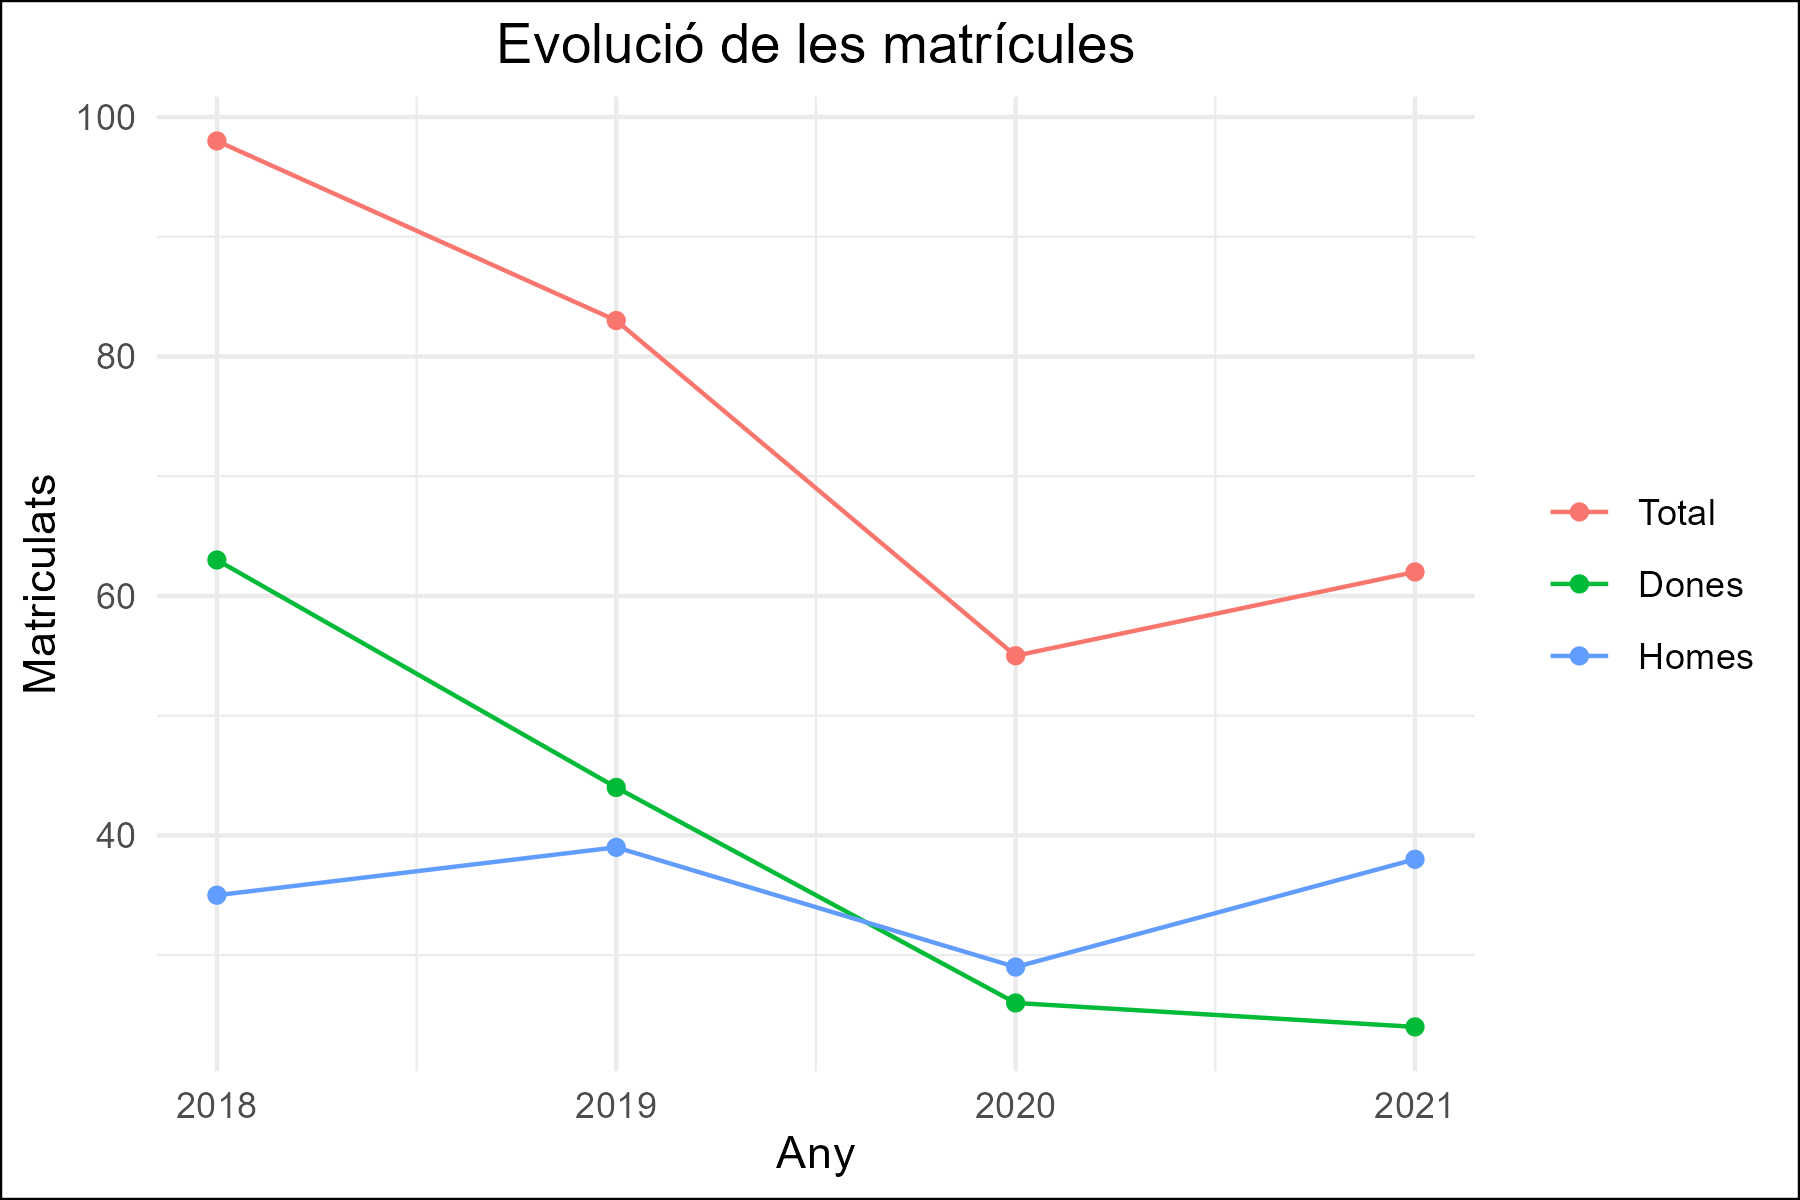 Evolució de les matrícules
100
80
60
40
Matriculats
2018 2019 2020 2021
Any
Total
Dones
Homes